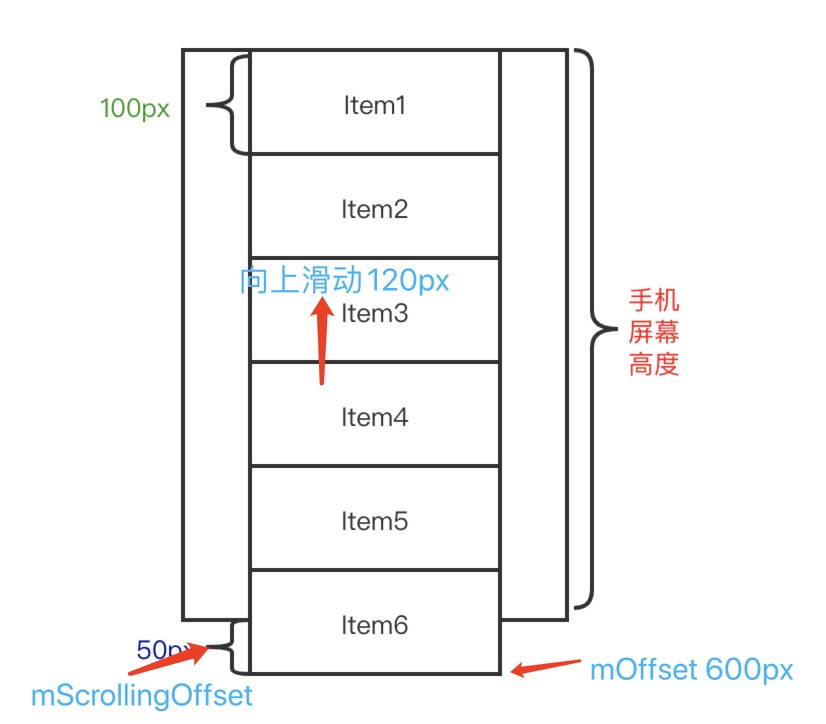 Item1
100px
Item2
向上滑动120px
Item3
手机
屏幕
高度
Item4
Item5
Item6
50px
mOffset 600px
mScrollingOffset